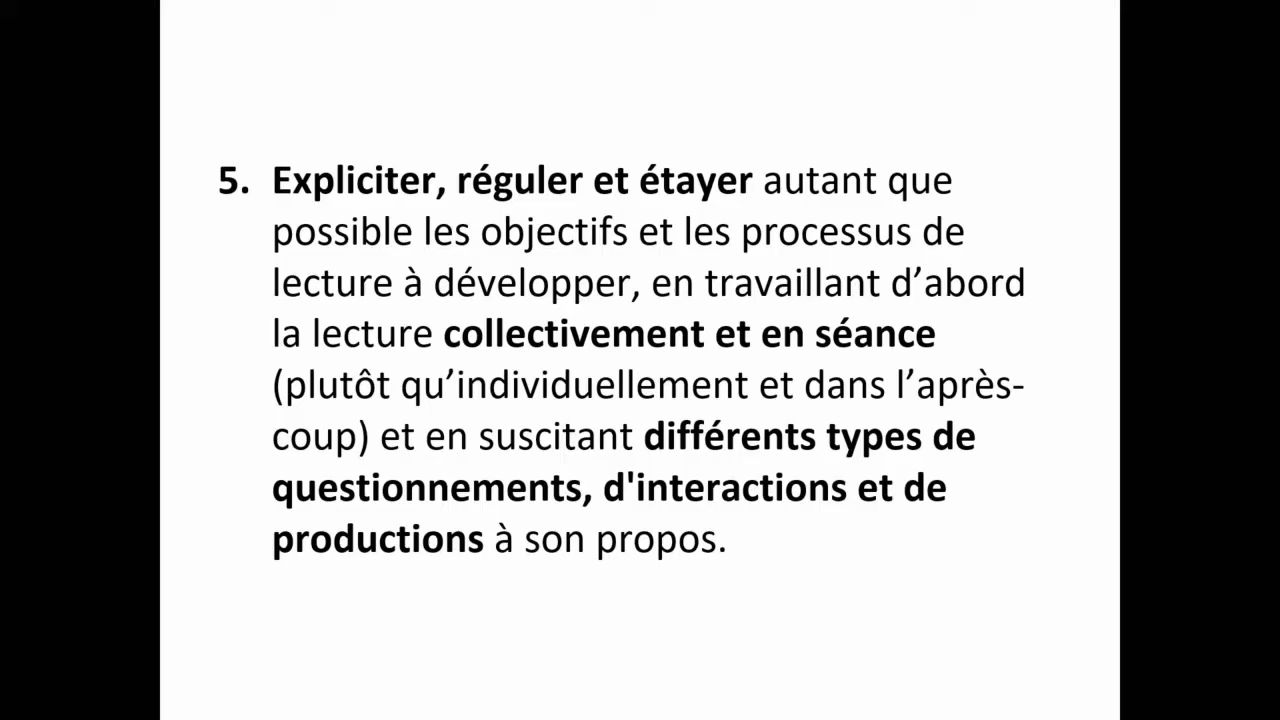 5. Expliciter, réguler et étayer autant que
possible les objectifs et les processus de
lecture à développer, en travaillant d’abord
la lecture collectivement et en séance
(plutôt qu’individuellement et dans l’après-
coup) et en suscitant différents types de
questionnements, d'interactions et de
productions à son propos.